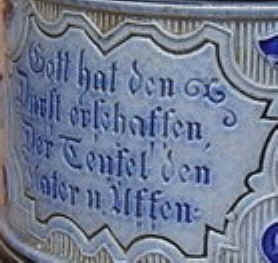 Gott hat den
Durst erschaffen,
Der Teufel den
Kater u. Affen.